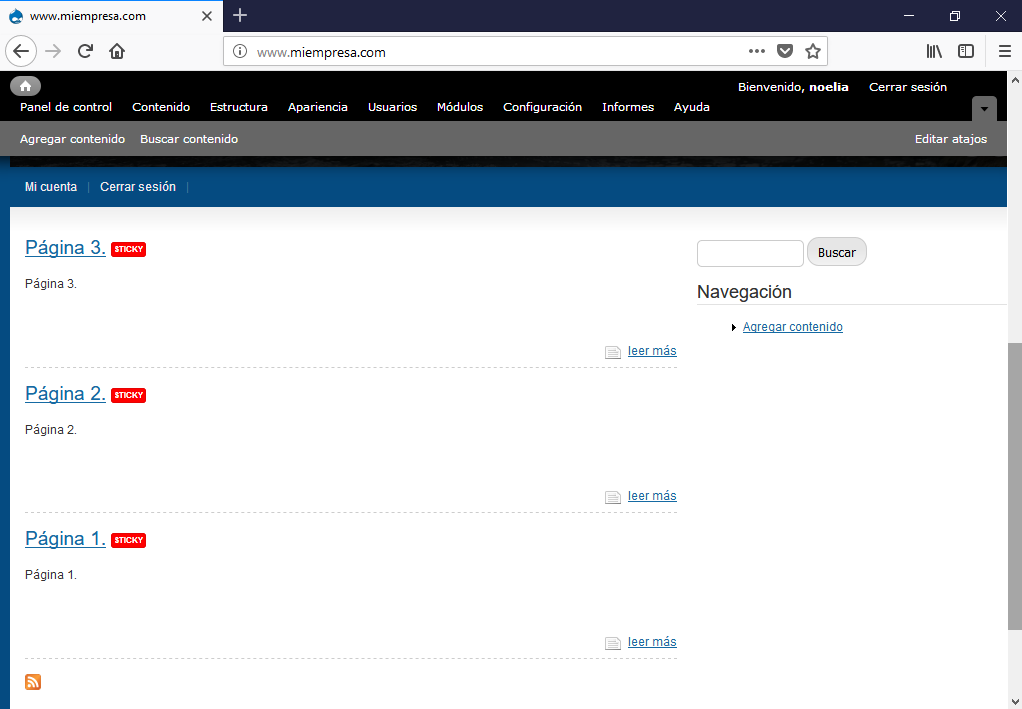 www.miempresa.com
www.miempresa.com
Bienvenido, noelia Cerrar sesión
Panel de control Contenido Estructura Apariencia Usuarios Módulos Configuración Informes Ayuda
Agregar contenido Buscar contenido Editar atajos
Mi cuenta | Cerrar sesión |
Página 3. STICKY
Página 3.
leer más
Página 2. STICKY
Página 2.
leer más
Página 1. STICKY
Página 1.
leer más
Buscar
Navegación
Agregar contenido